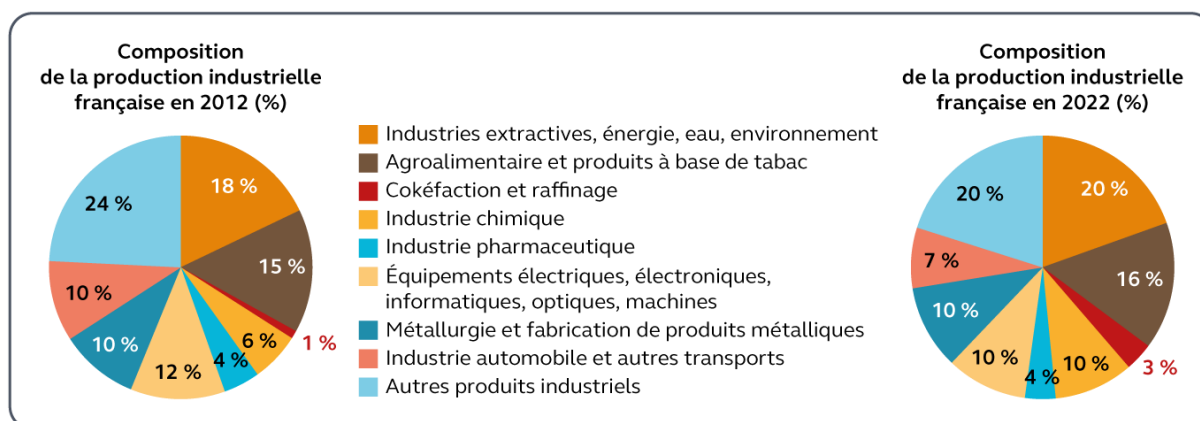 Composition
de la production industrielle
française en 2012 (%)
18 %
15 %
1 %
6 %
4 %
12 %
10 %
10 %
24 %
Industries extractives, énergie, eau, environnement
Agroalimentaire et produits à base de tabac
Cokéfaction et raffinage
Industrie chimique
Industrie pharmaceutique
Équipements électriques, électroniques,
informatiques, optiques, machines
Métallurgie et fabrication de produits métalliques
Industrie automobile et autres transports
Autres produits industriels
Composition
de la production industrielle
française en 2022 (%)
20 %
16 %
3 %
10 %
4 %
10 %
10 %
7 %
20 %